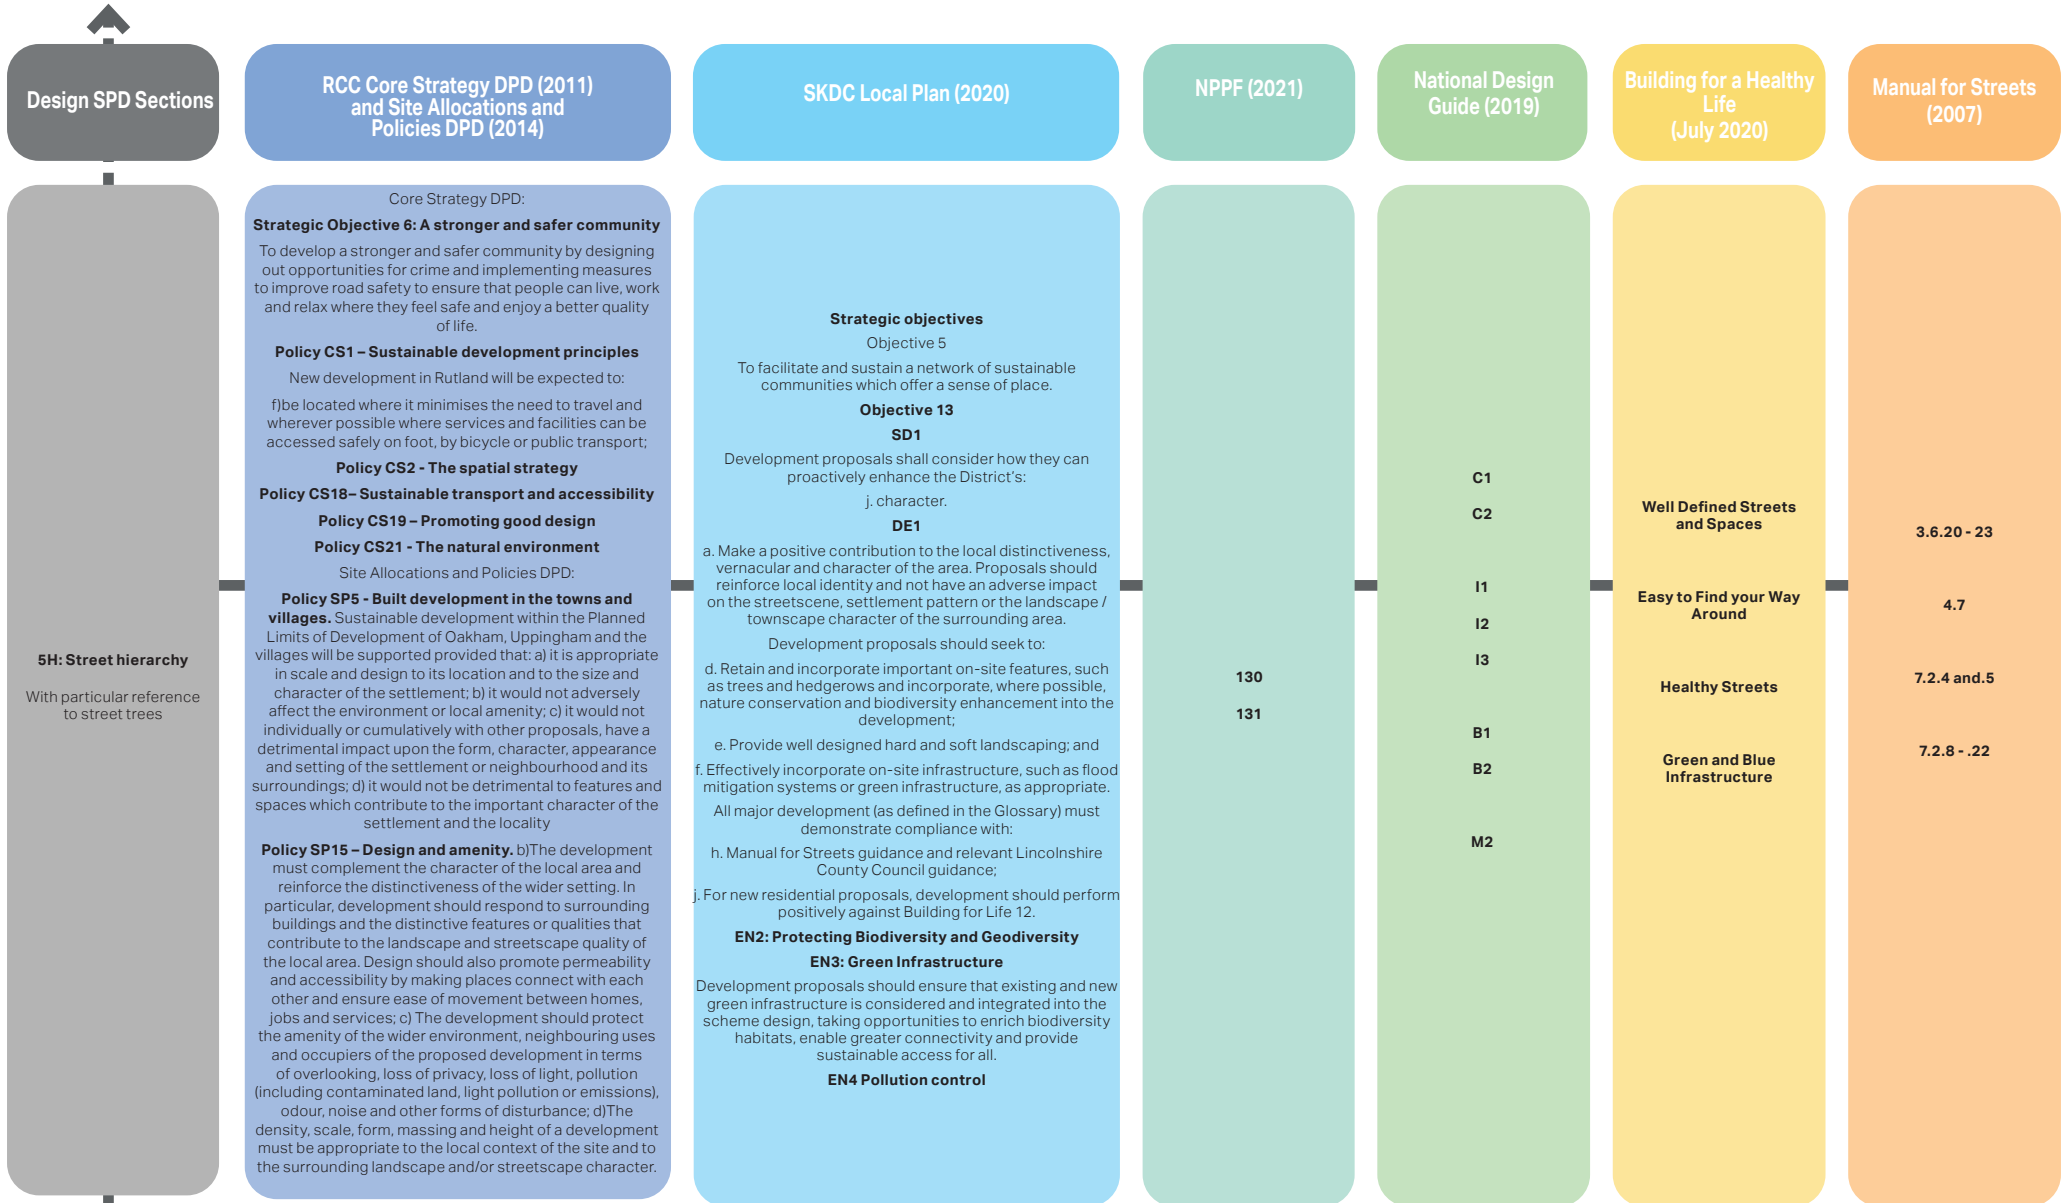 Design SPD Sections
RCC Core Strategy DPD (2011)
and Site Allocations and
Policies DPD (2014)
SKDC Local Plan (2020)
NPPF (2021)
National Design
Guide (2019)
Building for a Healthy
Life
(July 2020)
Manual for Streets
(2007)
5H: Street hierarchy
With particular reference
to street trees
Core Strategy DPD:
Strategic Objective 6: A stronger and safer community
To develop a stronger and safer community by designing
out opportunities for crime and implementing measures
to improve road safety to ensure that people can live, work
and relax where they feel safe and enjoy a better quality
of life.
Policy CS1 – Sustainable development principles
New development in Rutland will be expected to:
f)be located where it minimises the need to travel and
wherever possible where services and facilities can be
accessed safely on foot, by bicycle or public transport;
Policy CS2 - The spatial strategy
Policy CS18– Sustainable transport and accessibility
Policy CS19 – Promoting good design
Policy CS21 - The natural environment
Site Allocations and Policies DPD:
Policy SP5 - Built development in the towns and
villages. Sustainable development within the Planned
Limits of Development of Oakham, Uppingham and the
villages will be supported provided that: a) it is appropriate
in scale and design to its location and to the size and
character of the settlement; b) it would not adversely
affect the environment or local amenity; c) it would not
individually or cumulatively with other proposals, have a
detrimental impact upon the form, character, appearance
and setting of the settlement or neighbourhood and its
surroundings; d) it would not be detrimental to features and
spaces which contribute to the important character of the
settlement and the locality
Policy SP15 – Design and amenity. b)The development
must complement the character of the local area and
reinforce the distinctiveness of the wider setting. In
particular, development should respond to surrounding
buildings and the distinctive features or qualities that
contribute to the landscape and streetscape quality of
the local area. Design should also promote permeability
and accessibility by making places connect with each
other and ensure ease of movement between homes,
jobs and services; c) The development should protect
the amenity of the wider environment, neighbouring uses
and occupiers of the proposed development in terms
of overlooking, loss of privacy, loss of light, pollution
(including contaminated land, light pollution or emissions),
odour, noise and other forms of disturbance; d)The
density, scale, form, massing and height of a development
must be appropriate to the local context of the site and to
the surrounding landscape and/or streetscape character.
Strategic objectives
Objective 5
To facilitate and sustain a network of sustainable
communities which offer a sense of place.
Objective 13
SD1
Development proposals shall consider how they can
proactively enhance the District's:
j. character.
DE1
a. Make a positive contribution to the local distinctiveness,
vernacular and character of the area. Proposals should
reinforce local identity and not have an adverse impact
on the streetscene, settlement pattern or the landscape /
townscape character of the surrounding area.
Development proposals should seek to:
d. Retain and incorporate important on-site features, such
as trees and hedgerows and incorporate, where possible,
nature conservation and biodiversity enhancement into the
development;
e. Provide well designed hard and soft landscaping; and
f. Effectively incorporate on-site infrastructure, such as flood
mitigation systems or green infrastructure, as appropriate.
All major development (as defined in the Glossary) must
demonstrate compliance with:
h. Manual for Streets guidance and relevant Lincolnshire
County Council guidance;
j. For new residential proposals, development should perform
positively against Building for Life 12.
EN2: Protecting Biodiversity and Geodiversity
EN3: Green Infrastructure
Development proposals should ensure that existing and new
green infrastructure is considered and integrated into the
scheme design, taking opportunities to enrich biodiversity
habitats, enable greater connectivity and provide
sustainable access for all.
EN4 Pollution control
130
131
C1
C2
I1
I2
I3
B1
B2
M2
Well Defined Streets
and Spaces
Easy to Find your Way
Around
Healthy Streets
Green and Blue
Infrastructure
3.6.20 - 23
4.7
7.2.4 and.5
7.2.8 - .22